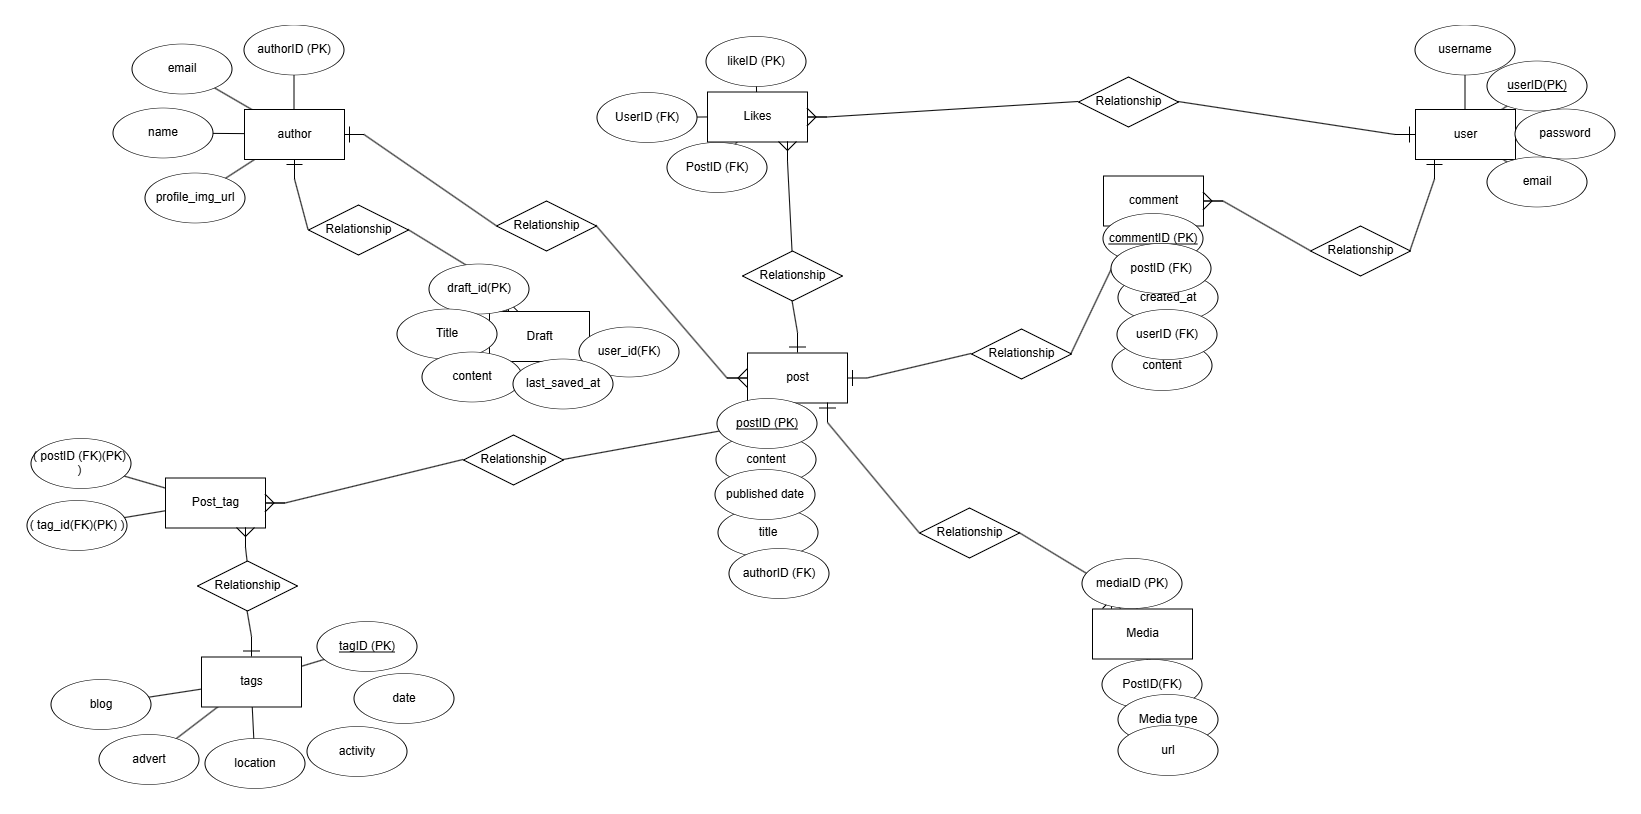 authorID (PK)
email
name
author
profile_img_url
Relationship
Relationship
likeID (PK)
UserID (FK)
Likes
PostID (FK)
Relationship
Relationship
username
userID(PK)
user
password
email
comment
commentID (PK)
postID (FK)
created_at
userID (FK)
content
Relationship
Relationship
draft_id(PK)
Title
Draft
user_id(FK)
content
last_saved_at
post
postID (PK)
content
published date
title
authorID (FK)
Relationship
( postID (FK)(PK)
)
Post_tag
( tag_id(FK)(PK) )
Relationship
Relationship
mediaID (PK)
Media
PostID(FK)
Media type
url
tagID (PK)
tags
blog
date
advert
location
activity